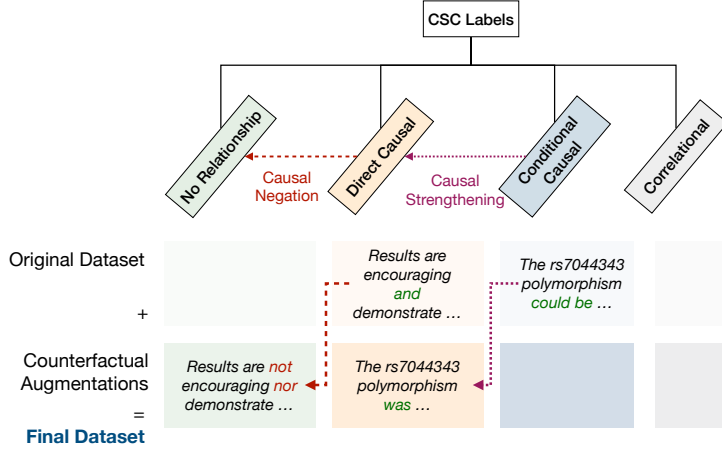 CSC Labels
No Relationship
Direct Causal
Conditional
Causal
Correlational
Causal
Negation
Causal
Strengthening
Original Dataset
Results are
encouraging
and
demonstrate ...
The rs7044343
polymorphism
could be ...
+
Counterfactual
Augmentations
Results are not
encouraging nor
demonstrate ...
The rs7044343
polymorphism
was ...
=
Final Dataset